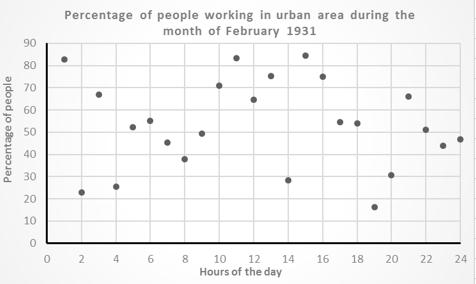 Percentage of people working in urban area during the
month of February 1931
90
80
70
60
50
40
30
20
10
0
Percentage of people
0 2 4 6 8 10 12 14 16 18 20 22 24
Hours of the day